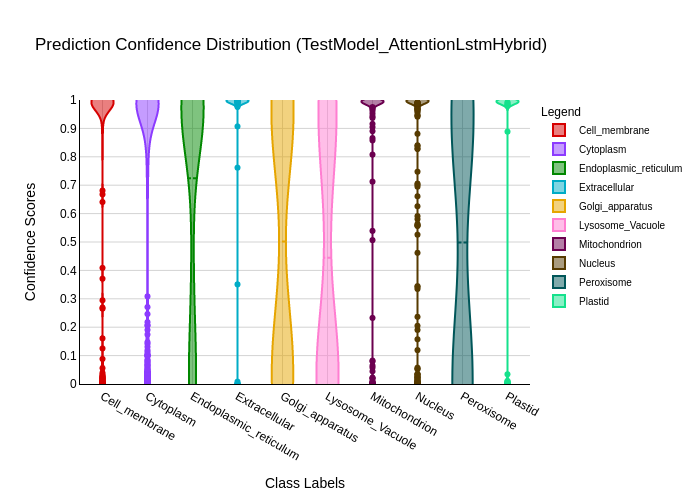 Prediction Confidence Distribution (TestModel_AttentionLstmHybrid)
Confidence Scores
1
0.9
0.8
0.7
0.6
0.5
0.4
0.3
0.2
0.1
0
Cell_membrane
Cytoplasm
Endoplasmic_reticulum
Extracellular
Golgi_apparatus
Lysosome_Vacuole
Mitochondrion
Nucleus
Peroxisome
Plastid
Class Labels
Legend
Cell_membrane
Cytoplasm
Endoplasmic_reticulum
Extracellular
Golgi_apparatus
Lysosome_Vacuole
Mitochondrion
Nucleus
Peroxisome
Plastid